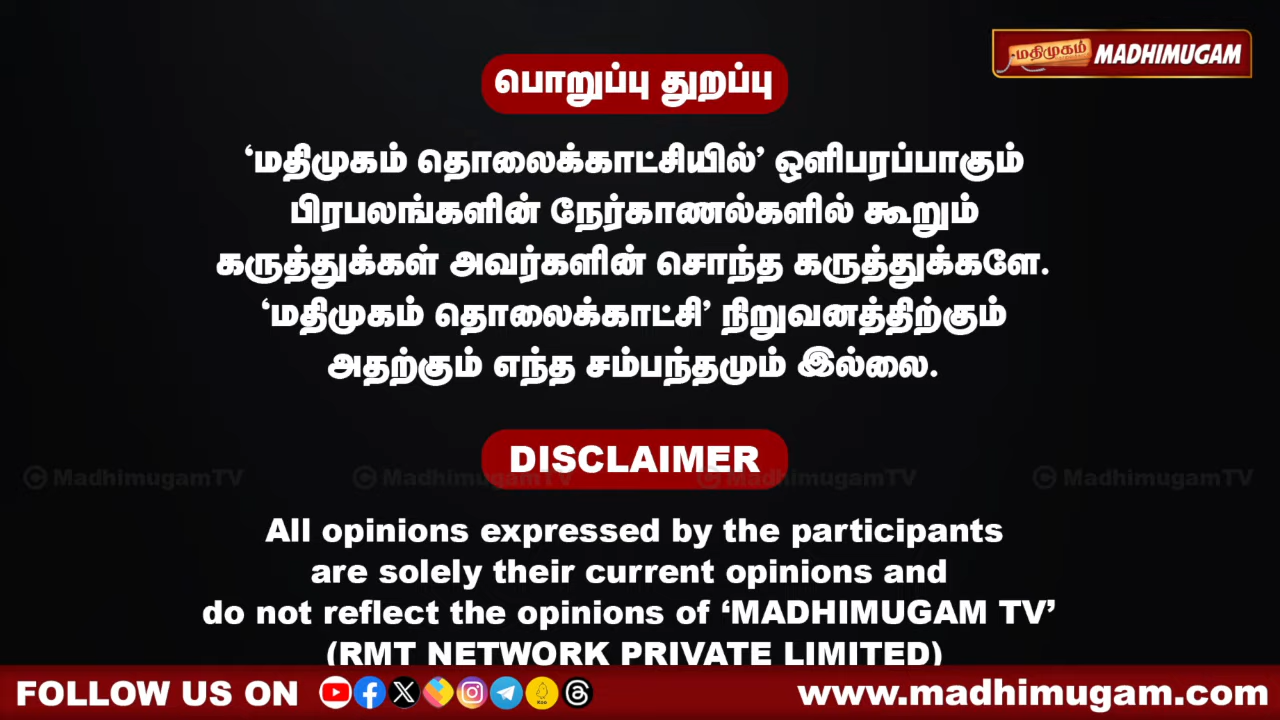 மதிமுகம் MADHIMUGAM
பொறுப்பு துறப்பு
‘மதிமுகம் தொலைக்காட்சியில்’ ஒளிபரப்பாகும்
பிரபலங்களின் நேர்காணல்களில் கூறும்
கருத்துக்கள் அவர்களின் சொந்த கருத்துக்களே.
‘மதிமுகம் தொலைக்காட்சி’ நிறுவனத்திற்கும்
அதற்கும் எந்த சம்பந்தமும் இல்லை.
DISCLAIMER
© MadhimugamTV © MadhimugamTV © MadhimugamTV © MadhimugamTV
All opinions expressed by the participants
are solely their current opinions and
do not reflect the opinions of ‘MADHIMUGAM TV’
(RMT NETWORK PRIVATE LIMITED)
FOLLOW US ON www.madhimugam.com